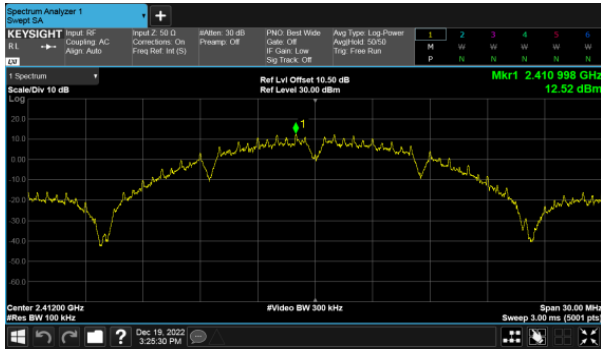 Spectrum Analyzer 1
Swept SA
+
KEYSIGHT Input: RF Input Z: 50 Ω #Atten: 30 dB PNO: Best Wide Avg Type: Log-Power 1 2 3 4 5 6
RL Coupling: AC Corrections: On Preamp: Off Gate: Off Avg|Hold: 50/50 M W W W W W
Align: Auto Freq Ref: Int (S) IF Gain: Low Trig: Free Run
Sig Track: Off P N N N N N
LXI
1 Spectrum Ref Lvl Offset 10.50 dB Mkr1 2.410 998 GHz
Scale/Div 10 dB Ref Level 30.00 dBm 12.52 dBm
Log
20.0
1
10.0
0.00
-10.0
-20.0
-30.0
-40.0
-50.0
-60.0
Center 2.41200 GHz #Video BW 300 kHz Span 30.00 MHz
#Res BW 100 kHz Sweep 3.00 ms (5001 pts)
? Dec 19, 2022
3:25:30 PM